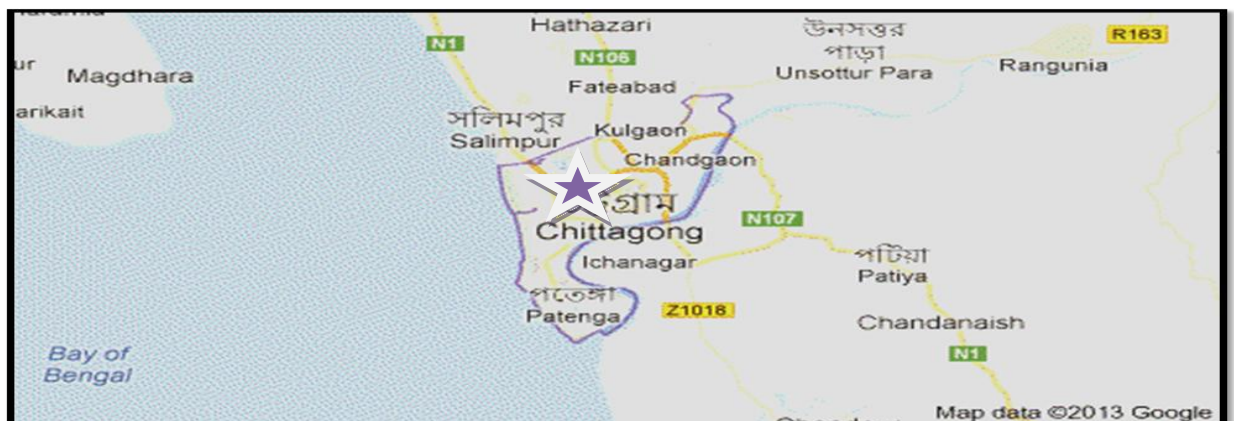 Hathazari
উনসত্তর
পাড়া
Unsottur Para
R163
N1
N106
Rangunia
Magdhara
Fateabad
arikait
সলিমপুর
Salimpur
Kulgaon
Chandgaon
গ্রাম
Chittagong
N107
Ichanagar
পটিয়া
Patiya
পতেঙ্গা
Patenga
Z1018
Chandanaish
Bay of
Bengal
N1
Map data ©2013 Google